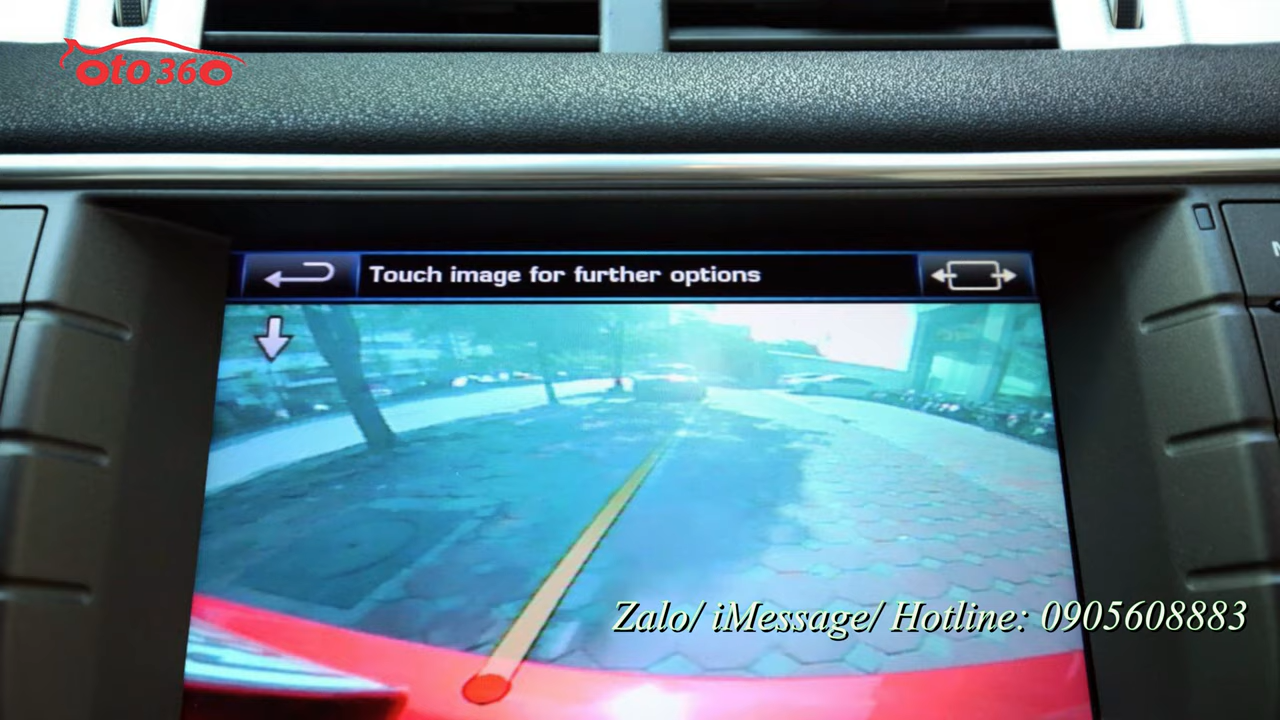 oto360
Touch image for further options
Zalo/ iMessage/ Hotline: 0905608883